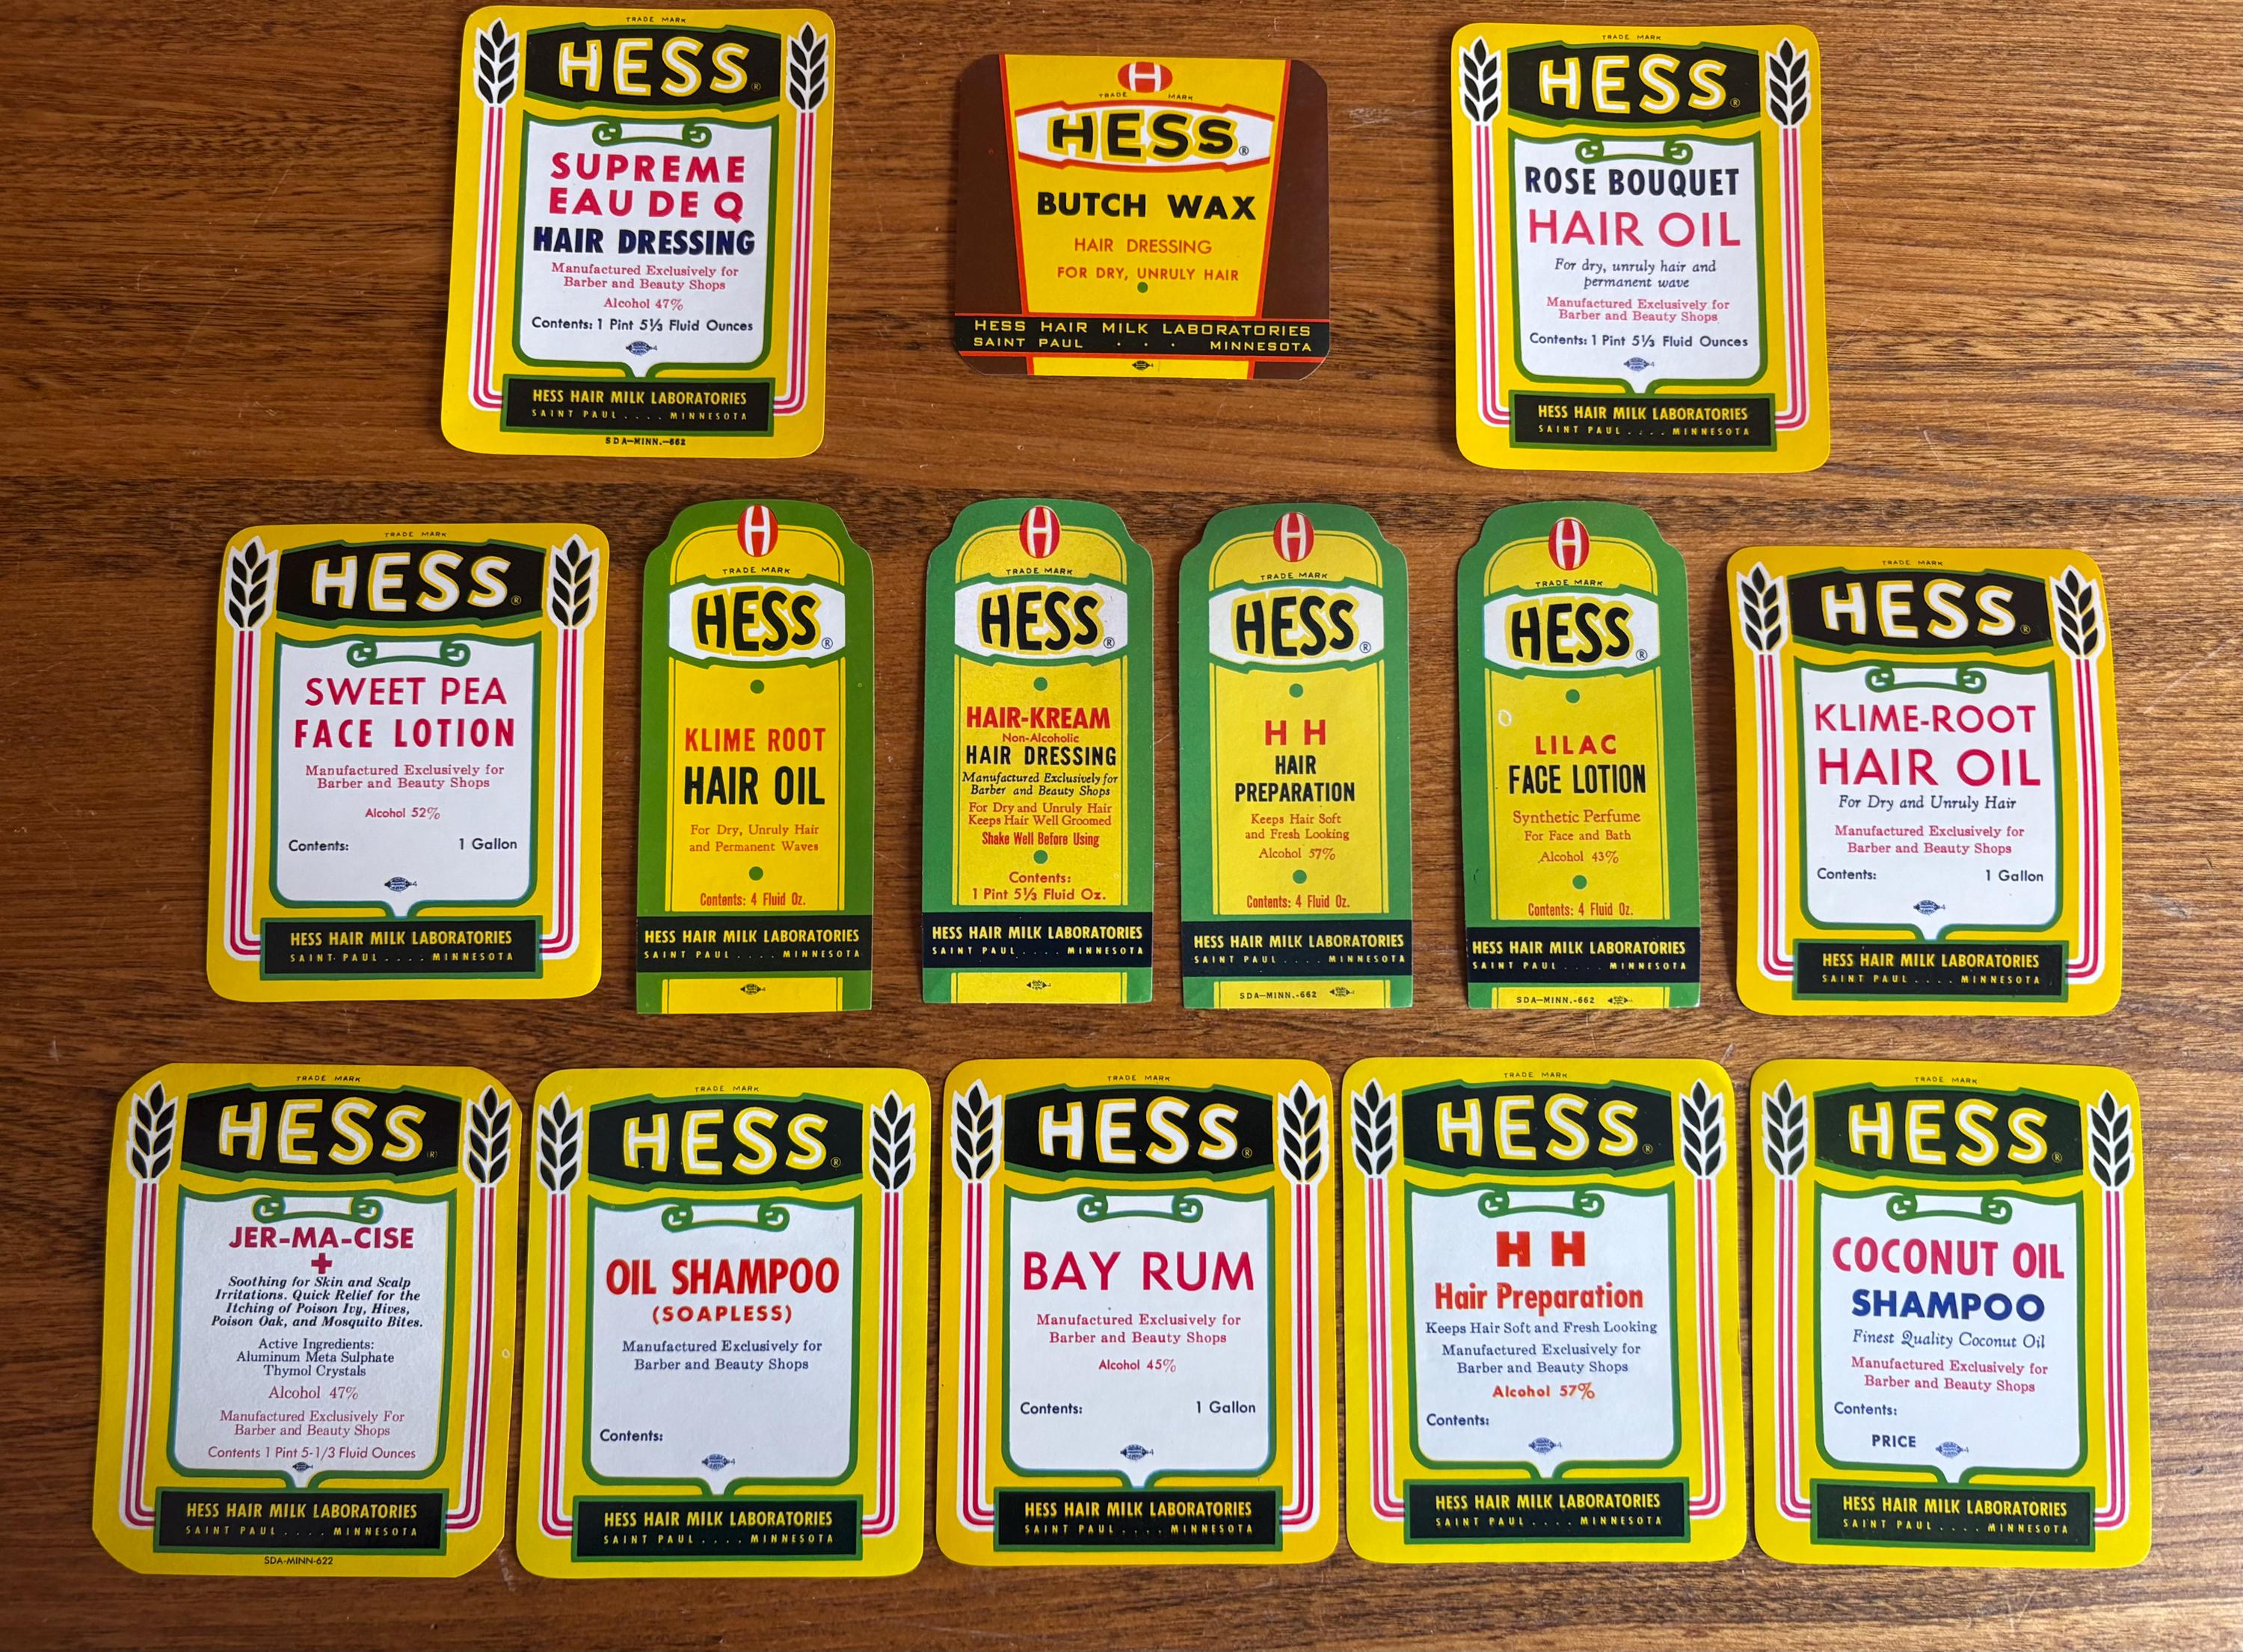 TRADE MARK
HESS®
SUPREME
EAU DE Q
HAIR DRESSING
Manufactured Exclusively for
Barber and Beauty Shops
Alcohol 47%
Contents: 1 Pint 5⅓ Fluid Ounces
HESS HAIR MILK LABORATORIES
SAINT PAUL .... MINNESOTA
SDA-MINN.-662
H
TRADE MARK
HESS®
BUTCH WAX
HAIR DRESSING
FOR DRY, UNRULY HAIR
HESS HAIR MILK LABORATORIES
SAINT PAUL · · · MINNESOTA
TRADE MARK
HESS®
ROSE BOUQUET
HAIR OIL
For dry, unruly hair and
permanent wave
Manufactured Exclusively for
Barber and Beauty Shops
Contents: 1 Pint 5⅓ Fluid Ounces
HESS HAIR MILK LABORATORIES
SAINT PAUL .... MINNESOTA
TRADE MARK
HESS®
SWEET PEA
FACE LOTION
Manufactured Exclusively for
Barber and Beauty Shops
Alcohol 52%
Contents: 1 Gallon
HESS HAIR MILK LABORATORIES
SAINT PAUL .... MINNESOTA
H
TRADE MARK
HESS®
KLIME ROOT
HAIR OIL
For Dry, Unruly Hair
and Permanent Waves
Contents: 4 Fluid Oz.
HESS HAIR MILK LABORATORIES
SAINT PAUL .... MINNESOTA
H
TRADE MARK
HESS®
HAIR-KREAM
Non-Alcoholic
HAIR DRESSING
Manufactured Exclusively for
Barber and Beauty Shops
For Dry and Unruly Hair
Keeps Hair Well Groomed
Shake Well Before Using
Contents:
1 Pint 5⅓ Fluid Oz.
HESS HAIR MILK LABORATORIES
SAINT PAUL .... MINNESOTA
H
TRADE MARK
HESS®
H H
HAIR
PREPARATION
Keeps Hair Soft
and Fresh Looking
Alcohol 57%
Contents: 4 Fluid Oz.
HESS HAIR MILK LABORATORIES
SAINT PAUL .... MINNESOTA
SDA-MINN.-662
H
TRADE MARK
HESS®
LILAC
FACE LOTION
Synthetic Perfume
For Face and Bath
Alcohol 43%
Contents: 4 Fluid Oz.
HESS HAIR MILK LABORATORIES
SAINT PAUL .... MINNESOTA
SDA-MINN.-662
TRADE MARK
HESS®
KLIME-ROOT
HAIR OIL
For Dry and Unruly Hair
Manufactured Exclusively for
Barber and Beauty Shops
Contents: 1 Gallon
HESS HAIR MILK LABORATORIES
SAINT PAUL .... MINNESOTA
TRADE MARK
HESS®
JER-MA-CISE
+
Soothing for Skin and Scalp
Irritations. Quick Relief for the
Itching of Poison Ivy, Hives,
Poison Oak, and Mosquito Bites.
Active Ingredients:
Aluminum Meta Sulphate
Thymol Crystals
Alcohol 47%
Manufactured Exclusively For
Barber and Beauty Shops
Contents 1 Pint 5-1/3 Fluid Ounces
HESS HAIR MILK LABORATORIES
SAINT PAUL .... MINNESOTA
SDA-MINN-622
TRADE MARK
HESS®
OIL SHAMPOO
(SOAPLESS)
Manufactured Exclusively for
Barber and Beauty Shops
Contents:
HESS HAIR MILK LABORATORIES
SAINT PAUL .... MINNESOTA
TRADE MARK
HESS®
BAY RUM
Manufactured Exclusively for
Barber and Beauty Shops
Alcohol 45%
Contents: 1 Gallon
HESS HAIR MILK LABORATORIES
SAINT PAUL .... MINNESOTA
TRADE MARK
HESS®
H H
Hair Preparation
Keeps Hair Soft and Fresh Looking
Manufactured Exclusively for
Barber and Beauty Shops
Alcohol 57%
Contents:
HESS HAIR MILK LABORATORIES
SAINT PAUL .... MINNESOTA
TRADE MARK
HESS®
COCONUT OIL
SHAMPOO
Finest Quality Coconut Oil
Manufactured Exclusively for
Barber and Beauty Shops
Contents:
PRICE
HESS HAIR MILK LABORATORIES
SAINT PAUL .... MINNESOTA